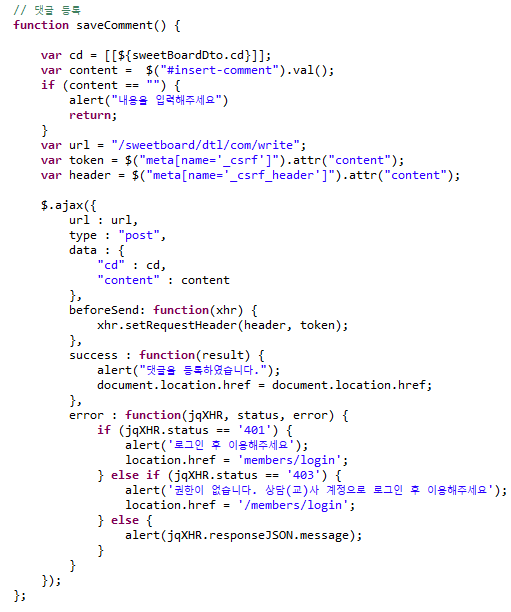 // 댓글 등록
function saveComment() {
var cd = [[${sweetBoardDto.cd}]];
var content =  $("#insert-comment").val();
if (content == "") {
alert("내용을 입력해주세요")
return;
}
var url = "/sweetboard/dtl/com/write";
var token = $("meta[name='_csrf']").attr("content");
var header = $("meta[name='_csrf_header']").attr("content");
$.ajax({
url : url,
type : "post",
data : {
"cd" : cd,
"content" : content
},
beforeSend: function(xhr) {
xhr.setRequestHeader(header, token);
},
success : function(result) {
alert("댓글을 등록하였습니다.");
document.location.href = document.location.href;
},
error : function(jqXHR, status, error) {
if (jqXHR.status == '401') {
alert('로그인 후 이용해주세요');
location.href = 'members/login';
} else if (jqXHR.status == '403') {
alert('권한이 없습니다. 상담(교)사 계정으로 로그인 후 이용해주세요');
location.href = '/members/login';
} else {
alert(jqXHR.responseJSON.message);
}
}
});
};